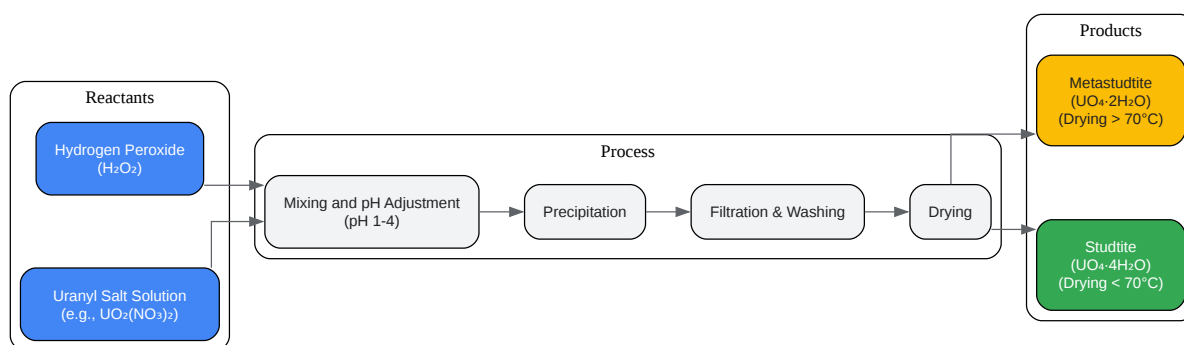 Reactants
Hydrogen Peroxide
(H₂O₂)
Uranyl Salt Solution
(e.g., UO₂(NO₃)₂)
Process
Mixing and pH Adjustment
(pH 1-4)
Precipitation
Filtration & Washing
Drying
Products
Metastudtite
(UO₄·2H₂O)
(Drying > 70°C)
Studtite
(UO₄·4H₂O)
(Drying < 70°C)